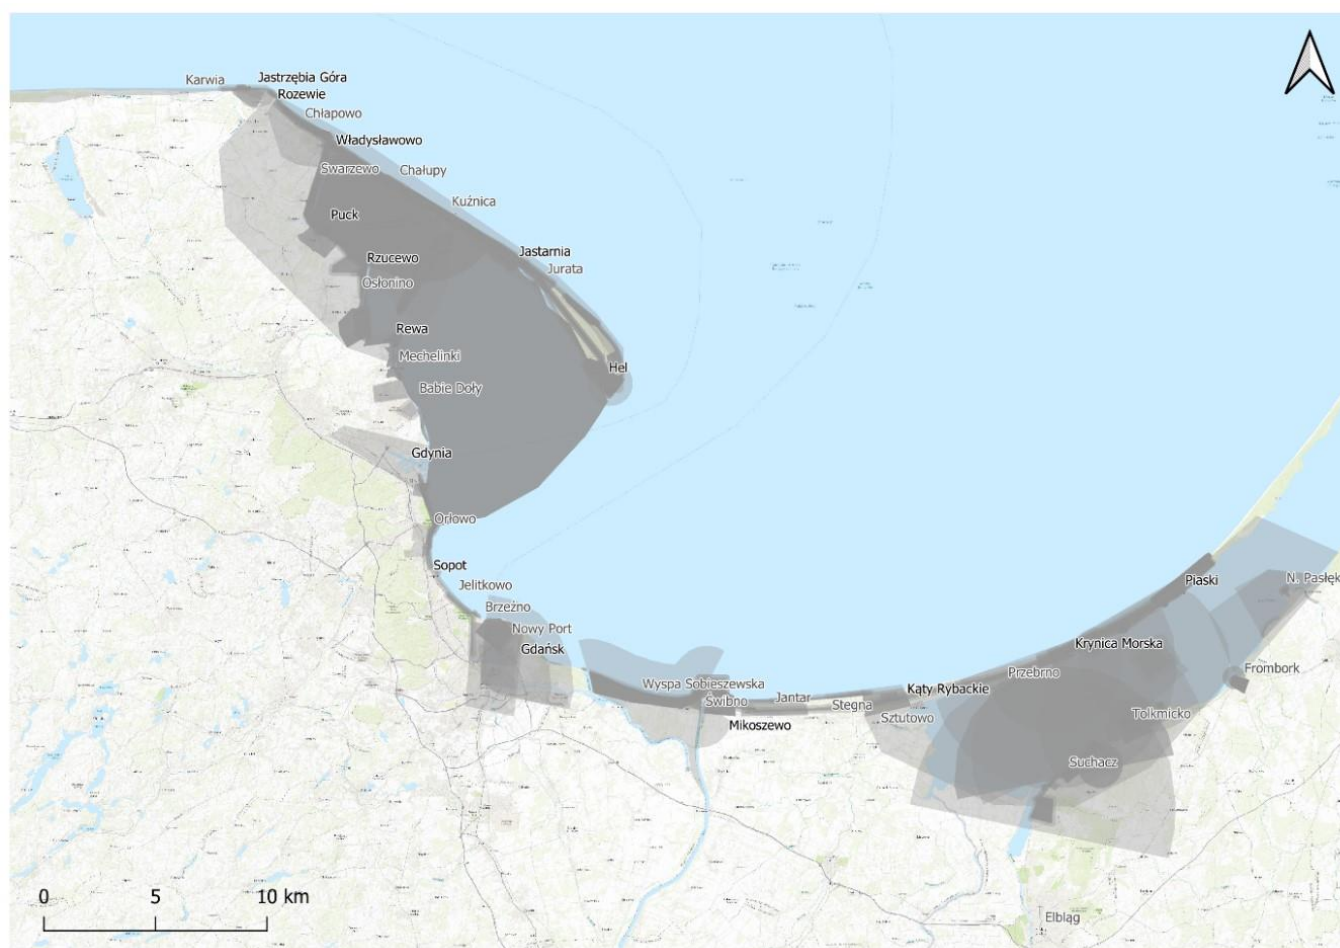 Karwia
Jastrzębia Góra
Rozewie
Chłapowo
Władysławowo
Swarzewo
Chałupy
Kuźnica
Puck
Jastarnia
Rzucewo
Jurata
Osłonino
Rewa
Mechelinki
Hel
Babie Doły
Gdynia
Orłowo
Sopot
Jelitkowo
Brzeźno
Nowy Port
Gdańsk
Piaski
N. Pasłęk
Krynica Morska
Frombork
Przebrno
Wyspa Sobieszewska
Kąty Rybackie
Świbno
Jantar
Stegna
Sztutowo
Mikoszewo
Tolkmicko
Suchacz
0 5 10 km
Elbląg